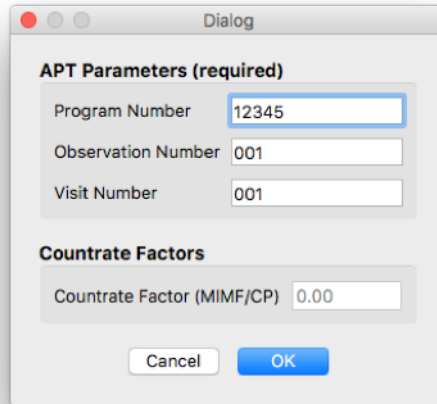 Dialog
APT Parameters (required)
Program Number 12345
Observation Number 001
Visit Number 001
Countrate Factors
Countrate Factor (MIMF/CP) 0.00
Cancel OK